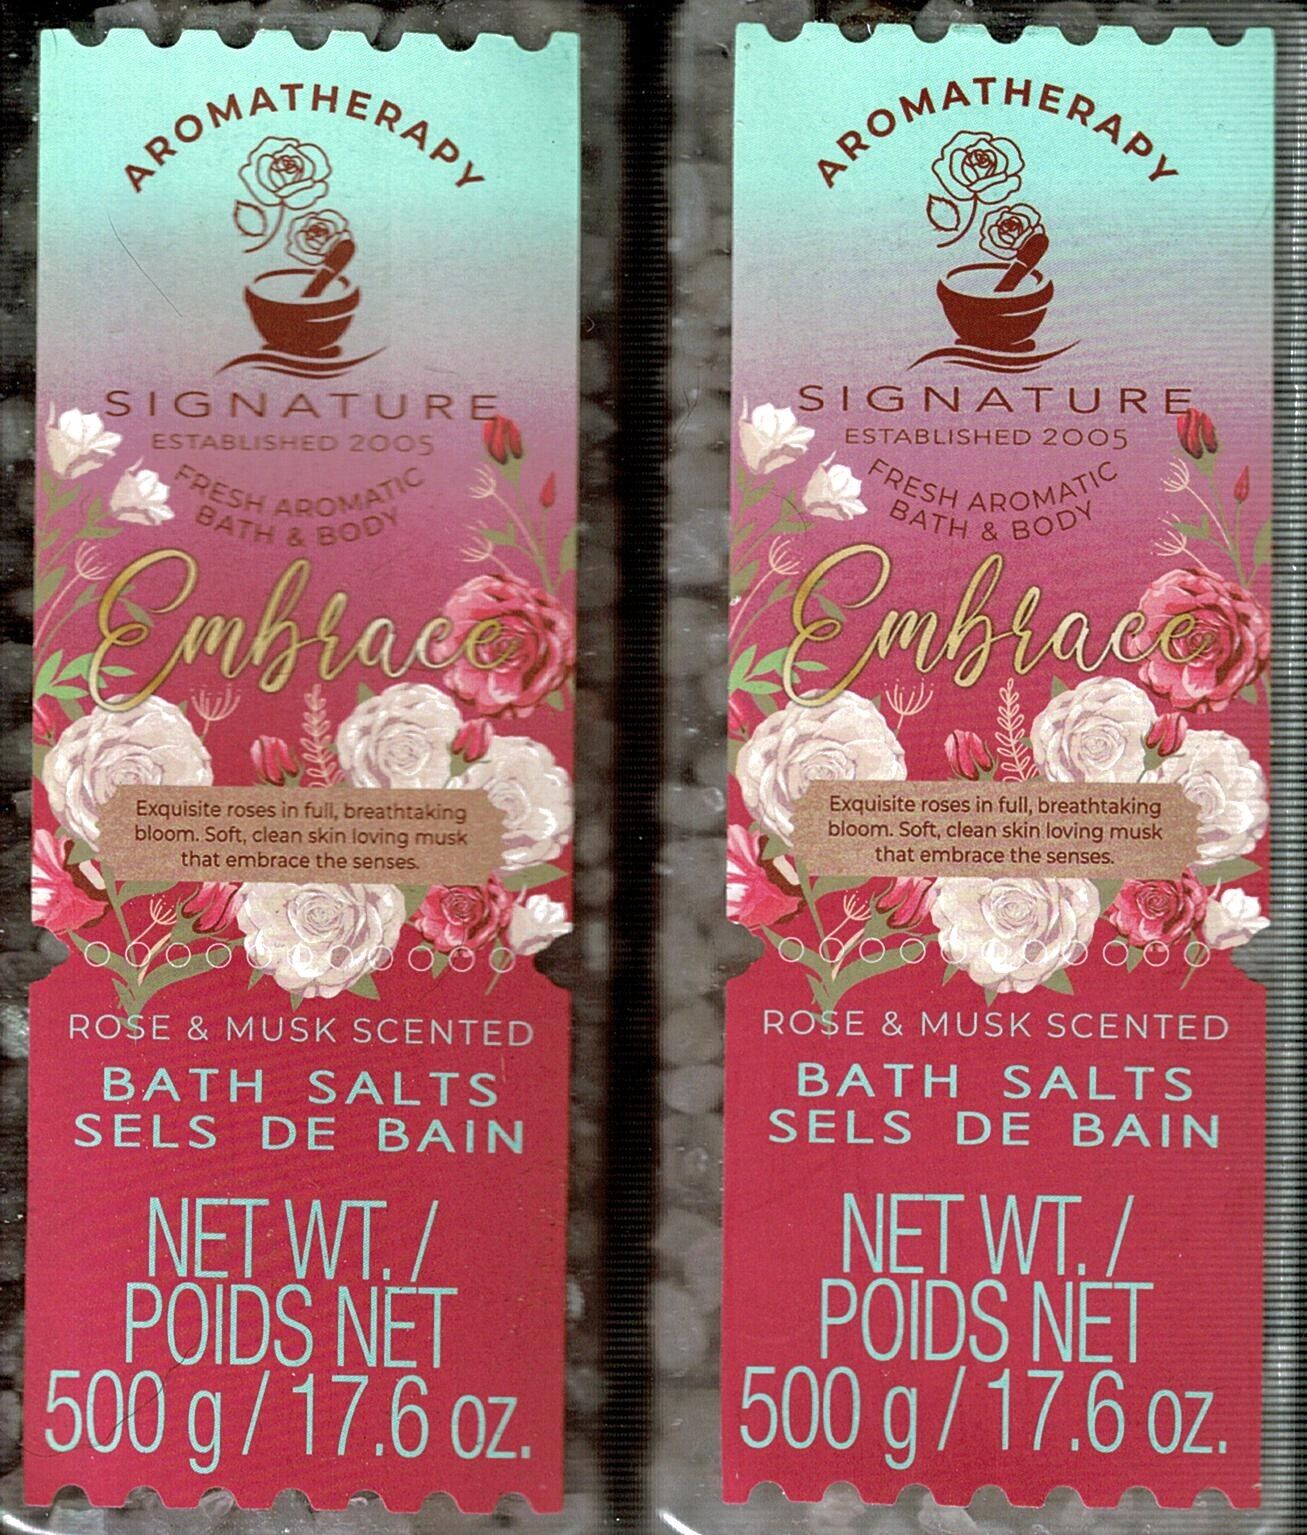 AROMATHERAPY
SIGNATURE
ESTABLISHED 2005
FRESH AROMATIC
BATH & BODY
Embrace
Exquisite roses in full, breathtaking
bloom. Soft, clean skin loving musk
that embrace the senses.
ROSE & MUSK SCENTED
BATH SALTS
SELS DE BAIN
NET WT. /
POIDS NET
500 g / 17.6 oz.
AROMATHERAPY
SIGNATURE
ESTABLISHED 2005
FRESH AROMATIC
BATH & BODY
Embrace
Exquisite roses in full, breathtaking
bloom. Soft, clean skin loving musk
that embrace the senses.
ROSE & MUSK SCENTED
BATH SALTS
SELS DE BAIN
NET WT. /
POIDS NET
500 g / 17.6 oz.